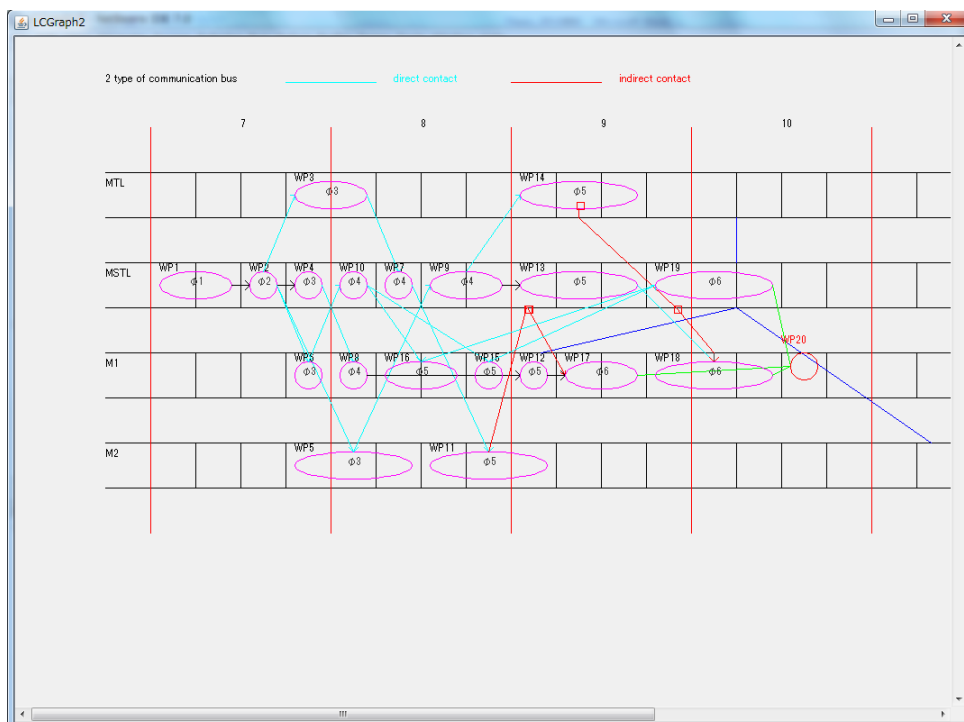 LCGraph2
2 type of communication bus direct contact indirect contact
7 8 9 10
WP3 WP14
MTL φ3 φ5
WP1 WP2 WP4 WP10 WP7 WP9 WP13 WP19
MSTL φ1 φ2 φ3 φ4 φ4 φ4 φ5 φ6
WP20
WP5 WP8 WP16 WP15 WP12 WP17 WP18
M1 φ3 φ4 φ5 φ5 φ5 φ6 φ6
WP5 WP11
M2 φ3 φ5